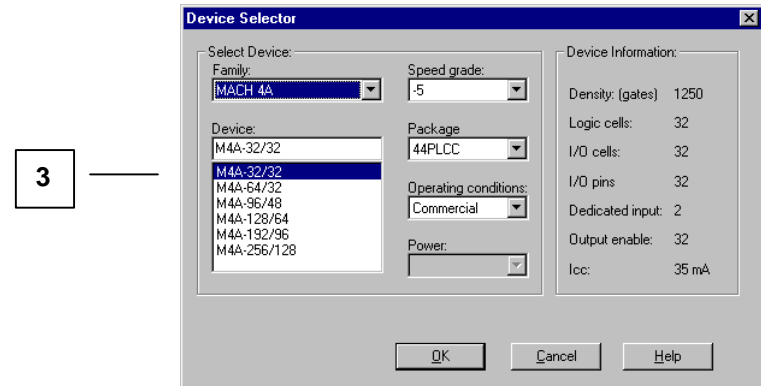 Device Selector
3
Select Device:
Family:
MACH 4A
Device:
M4A-32/32
M4A-32/32
M4A-64/32
M4A-96/48
M4A-128/64
M4A-192/96
M4A-256/128
Speed grade:
-5
Package
44PLCC
Operating conditions:
Commercial
Power:
Device Information:
Density: (gates) 1250
Logic cells: 32
I/O cells: 32
I/O pins 32
Dedicated input: 2
Output enable: 32
Icc: 35 mA
OK Cancel Help